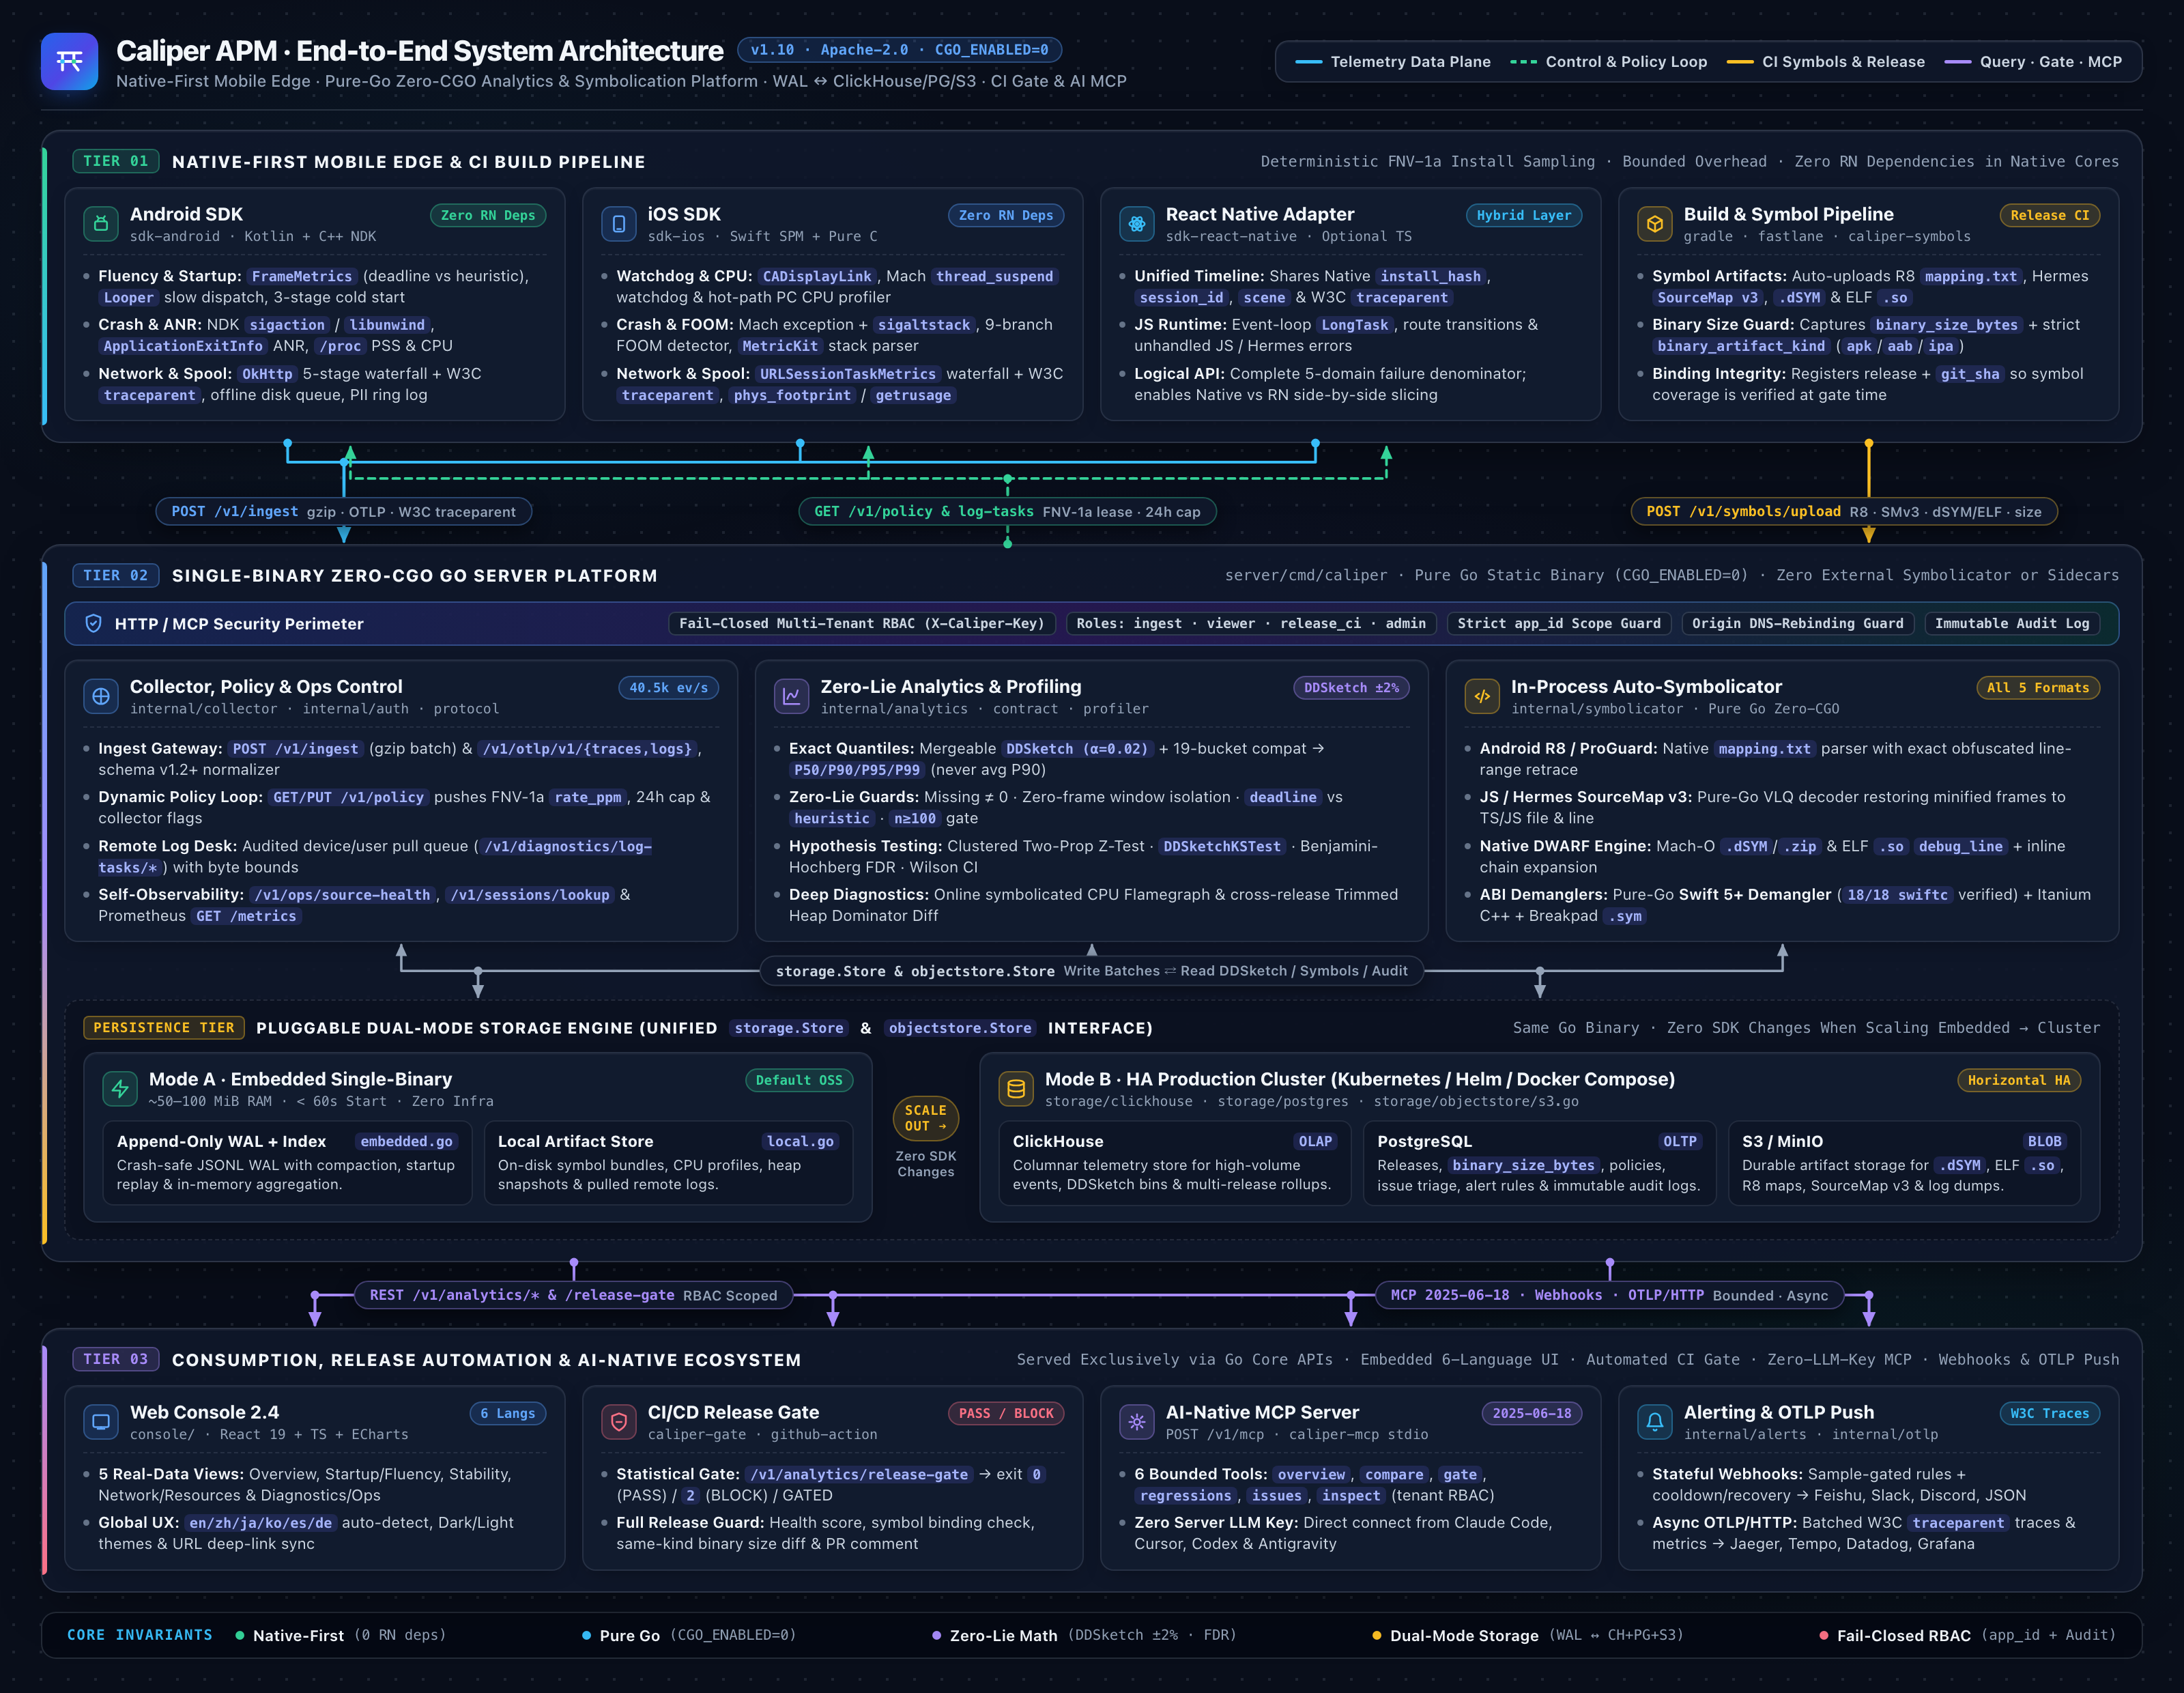 Caliper APM · End-to-End System Architecture
v1.10 · Apache-2.0 · CGO_ENABLED=0
Native-First Mobile Edge · Pure-Go Zero-CGO Analytics & Symbolication Platform · WAL ↔ ClickHouse/PG/S3 · CI Gate & AI MCP
Telemetry Data Plane
Control & Policy Loop
CI Symbols & Release
Query · Gate · MCP
TIER 01
NATIVE-FIRST MOBILE EDGE & CI BUILD PIPELINE
Deterministic FNV-1a Install Sampling · Bounded Overhead · Zero RN Dependencies in Native Cores
Android SDK
Zero RN Deps
sdk-android · Kotlin + C++ NDK
Fluency & Startup: FrameMetrics (deadline vs heuristic),
Looper slow dispatch, 3-stage cold start
Crash & ANR: NDK sigaction / libunwind,
ApplicationExitInfo ANR, /proc PSS & CPU
Network & Spool: OkHttp 5-stage waterfall + W3C
traceparent, offline disk queue, PII ring log
iOS SDK
Zero RN Deps
sdk-ios · Swift SPM + Pure C
Watchdog & CPU: CADisplayLink, Mach thread_suspend
watchdog & hot-path PC CPU profiler
Crash & FOOM: Mach exception + sigaltstack, 9-branch
FOOM detector, MetricKit stack parser
Network & Spool: URLSessionTaskMetrics waterfall + W3C
traceparent, phys_footprint / getrusage
React Native Adapter
Hybrid Layer
sdk-react-native · Optional TS
Unified Timeline: Shares Native install_hash,
session_id, scene & W3C traceparent
JS Runtime: Event-loop LongTask, route transitions &
unhandled JS / Hermes errors
Logical API: Complete 5-domain failure denominator;
enables Native vs RN side-by-side slicing
Build & Symbol Pipeline
Release CI
gradle · fastlane · caliper-symbols
Symbol Artifacts: Auto-uploads R8 mapping.txt, Hermes
SourceMap v3, .dSYM & ELF .so
Binary Size Guard: Captures binary_size_bytes + strict
binary_artifact_kind (apk / aab / ipa)
Binding Integrity: Registers release + git_sha so symbol
coverage is verified at gate time
POST /v1/ingest gzip · OTLP · W3C traceparent
GET /v1/policy & log-tasks FNV-1a lease · 24h cap
POST /v1/symbols/upload R8 · SMv3 · dSYM/ELF · size
TIER 02
SINGLE-BINARY ZERO-CGO GO SERVER PLATFORM
server/cmd/caliper · Pure Go Static Binary (CGO_ENABLED=0) · Zero External Symbolicator or Sidecars
HTTP / MCP Security Perimeter
Fail-Closed Multi-Tenant RBAC (X-Caliper-Key)
Roles: ingest · viewer · release_ci · admin
Strict app_id Scope Guard
Origin DNS-Rebinding Guard
Immutable Audit Log
Collector, Policy & Ops Control
40.5k ev/s
internal/collector · internal/auth · protocol
Ingest Gateway: POST /v1/ingest (gzip batch) & /v1/otlp/v1/{traces,logs},
schema v1.2+ normalizer
Dynamic Policy Loop: GET/PUT /v1/policy pushes FNV-1a rate_ppm, 24h cap &
collector flags
Remote Log Desk: Audited device/user pull queue (/v1/diagnostics/log-
tasks/*) with byte bounds
Self-Observability: /v1/ops/source-health, /v1/sessions/lookup &
Prometheus GET /metrics
Zero-Lie Analytics & Profiling
DDSketch ±2%
internal/analytics · contract · profiler
Exact Quantiles: Mergeable DDSketch (α=0.02) + 19-bucket compat →
P50/P90/P95/P99 (never avg P90)
Zero-Lie Guards: Missing ≠ 0 · Zero-frame window isolation · deadline vs
heuristic · n≥100 gate
Hypothesis Testing: Clustered Two-Prop Z-Test · DDSketchKSTest · Benjamini-
Hochberg FDR · Wilson CI
Deep Diagnostics: Online symbolicated CPU Flamegraph & cross-release Trimmed
Heap Dominator Diff
In-Process Auto-Symbolicator
All 5 Formats
internal/symbolicator · Pure Go Zero-CGO
Android R8 / ProGuard: Native mapping.txt parser with exact obfuscated line-
range retrace
JS / Hermes SourceMap v3: Pure-Go VLQ decoder restoring minified frames to
TS/JS file & line
Native DWARF Engine: Mach-O .dSYM/.zip & ELF .so debug_line + inline
chain expansion
ABI Demanglers: Pure-Go Swift 5+ Demangler (18/18 swiftc verified) + Itanium
C++ + Breakpad .sym
storage.Store & objectstore.Store Write Batches ⇄ Read DDSketch / Symbols / Audit
PERSISTENCE TIER
PLUGGABLE DUAL-MODE STORAGE ENGINE (UNIFIED storage.Store & objectstore.Store INTERFACE)
Same Go Binary · Zero SDK Changes When Scaling Embedded → Cluster
Mode A · Embedded Single-Binary
Default OSS
~50–100 MiB RAM · < 60s Start · Zero Infra
Append-Only WAL + Index
embedded.go
Crash-safe JSONL WAL with compaction, startup
replay & in-memory aggregation.
Local Artifact Store
local.go
On-disk symbol bundles, CPU profiles, heap
snapshots & pulled remote logs.
SCALE
OUT →
Zero SDK
Changes
Mode B · HA Production Cluster (Kubernetes / Helm / Docker Compose)
Horizontal HA
storage/clickhouse · storage/postgres · storage/objectstore/s3.go
ClickHouse
OLAP
Columnar telemetry store for high-volume
events, DDSketch bins & multi-release rollups.
PostgreSQL
OLTP
Releases, binary_size_bytes, policies,
issue triage, alert rules & immutable audit logs.
S3 / MinIO
BLOB
Durable artifact storage for .dSYM, ELF .so,
R8 maps, SourceMap v3 & log dumps.
REST /v1/analytics/* & /release-gate RBAC Scoped
MCP 2025-06-18 · Webhooks · OTLP/HTTP Bounded · Async
TIER 03
CONSUMPTION, RELEASE AUTOMATION & AI-NATIVE ECOSYSTEM
Served Exclusively via Go Core APIs · Embedded 6-Language UI · Automated CI Gate · Zero-LLM-Key MCP · Webhooks & OTLP Push
Web Console 2.4
6 Langs
console/ · React 19 + TS + ECharts
5 Real-Data Views: Overview, Startup/Fluency, Stability,
Network/Resources & Diagnostics/Ops
Global UX: en/zh/ja/ko/es/de auto-detect, Dark/Light
themes & URL deep-link sync
CI/CD Release Gate
PASS / BLOCK
caliper-gate · github-action
Statistical Gate: /v1/analytics/release-gate → exit 0
(PASS) / 2 (BLOCK) / GATED
Full Release Guard: Health score, symbol binding check,
same-kind binary size diff & PR comment
AI-Native MCP Server
2025-06-18
POST /v1/mcp · caliper-mcp stdio
6 Bounded Tools: overview, compare, gate,
regressions, issues, inspect (tenant RBAC)
Zero Server LLM Key: Direct connect from Claude Code,
Cursor, Codex & Antigravity
Alerting & OTLP Push
W3C Traces
internal/alerts · internal/otlp
Stateful Webhooks: Sample-gated rules +
cooldown/recovery → Feishu, Slack, Discord, JSON
Async OTLP/HTTP: Batched W3C traceparent traces &
metrics → Jaeger, Tempo, Datadog, Grafana
CORE INVARIANTS
Native-First (0 RN deps)
Pure Go (CGO_ENABLED=0)
Zero-Lie Math (DDSketch ±2% · FDR)
Dual-Mode Storage (WAL ↔ CH+PG+S3)
Fail-Closed RBAC (app_id + Audit)